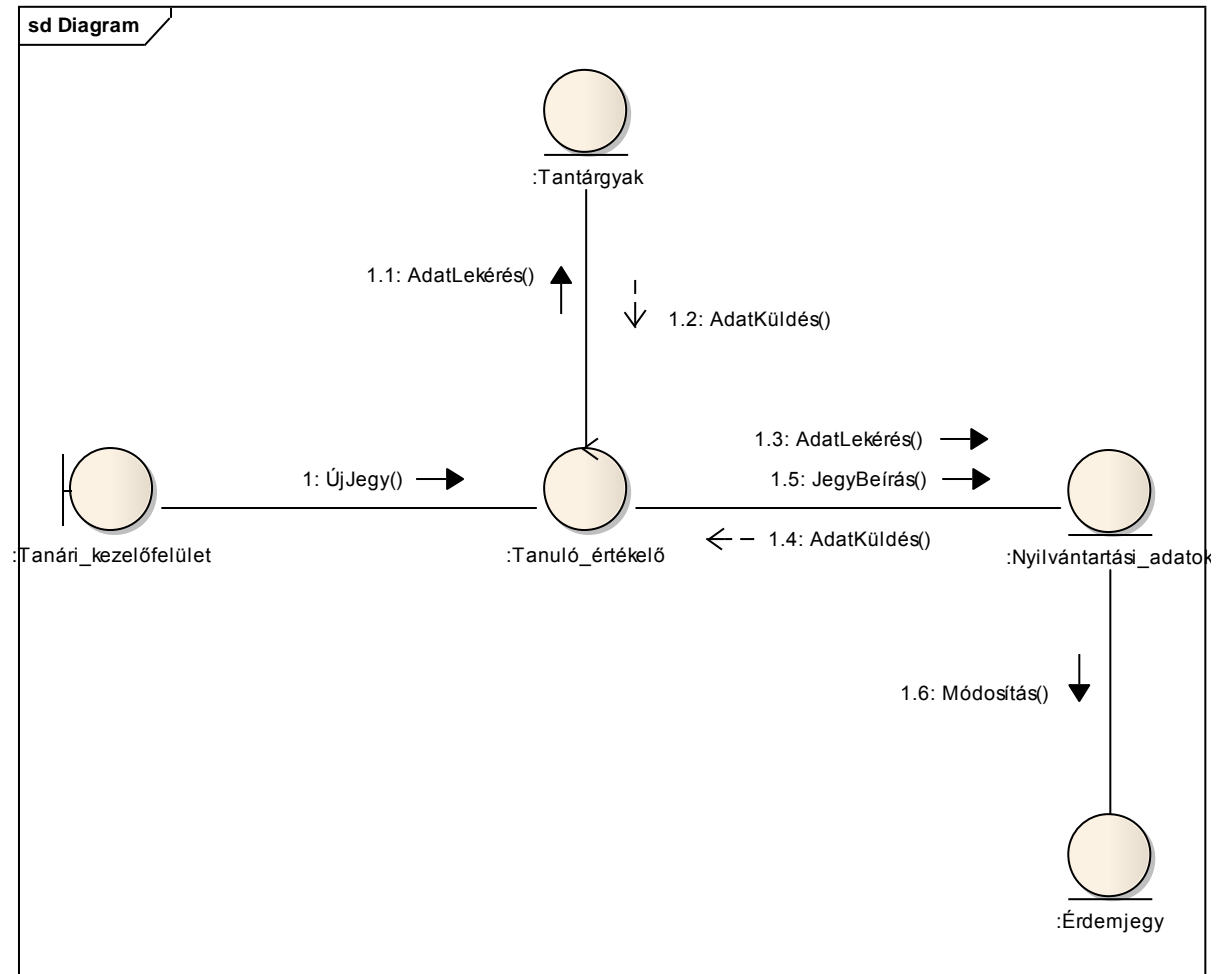 sd Diagram
:Tantárgyak
1.1: AdatLekérés()
1.2: AdatKüldés()
1.3: AdatLekérés()
1: ÚjJegy()
1.5: JegyBeírás()
1.4: AdatKüldés()
:Tanári_kezelőfelület
:Tanuló_értékelő
:Nyilvántartási_adatok
1.6: Módosítás()
:Érdemjegy